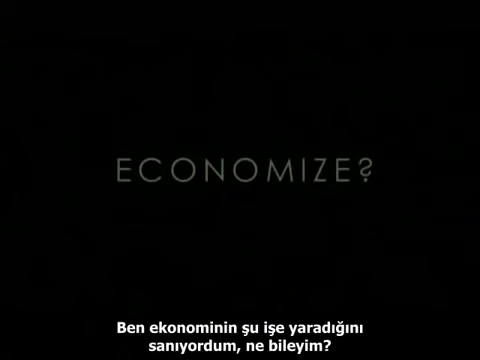 ECONOMIZE?
Ben ekonominin şu işe yaradığını
sanıyordum, ne bileyim?